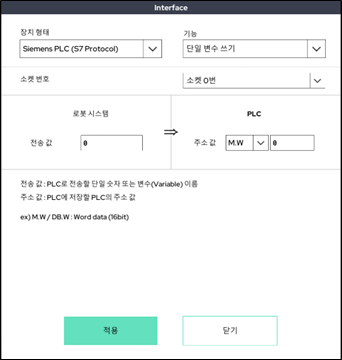 Interface
장치 형태
기능
Siemens PLC (S7 Protocol)
단일 변수 쓰기
소켓 번호
소켓 0번
로봇 시스템
PLC
전송 값
0
⇒
주소 값
M.W
0
전송 값 : PLC로 전송할 단일 숫자 또는 변수(Variable) 이름
주소 값 : PLC에 저장할 PLC의 주소 값
ex) M.W / DB.W : Word data (16bit)
적용
닫기